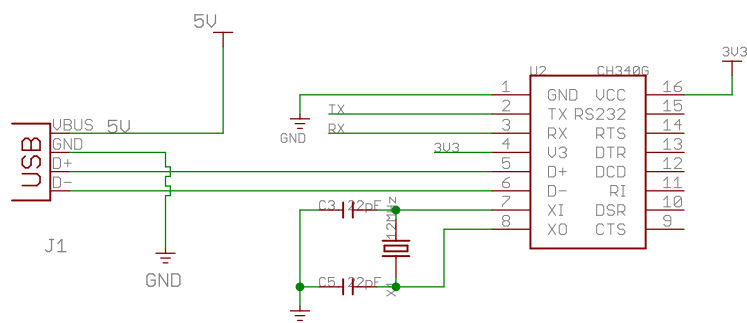 5V
3V3
U2 CH340G
VBUS 5V
GND
D+
D-
USB
J1
GND
GND
TX
RX
3V3
1 GND VCC 16
2 TX RS232 15
3 RX RTS 14
4 V3 DTR 13
5 D+ DCD 12
6 D- RI 11
7 XI DSR 10
8 XO CTS 9
C3 22pF
12MHz
C5 22pF
X1